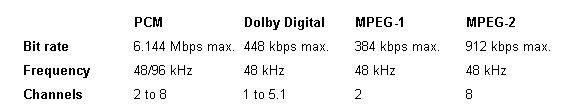 PCM Dolby Digital MPEG-1 MPEG-2
Bit rate 6.144 Mbps max. 448 kbps max. 384 kbps max. 912 kbps max.
Frequency 48/96 kHz 48 kHz 48 kHz 48 kHz
Channels 2 to 8 1 to 5.1 2 8